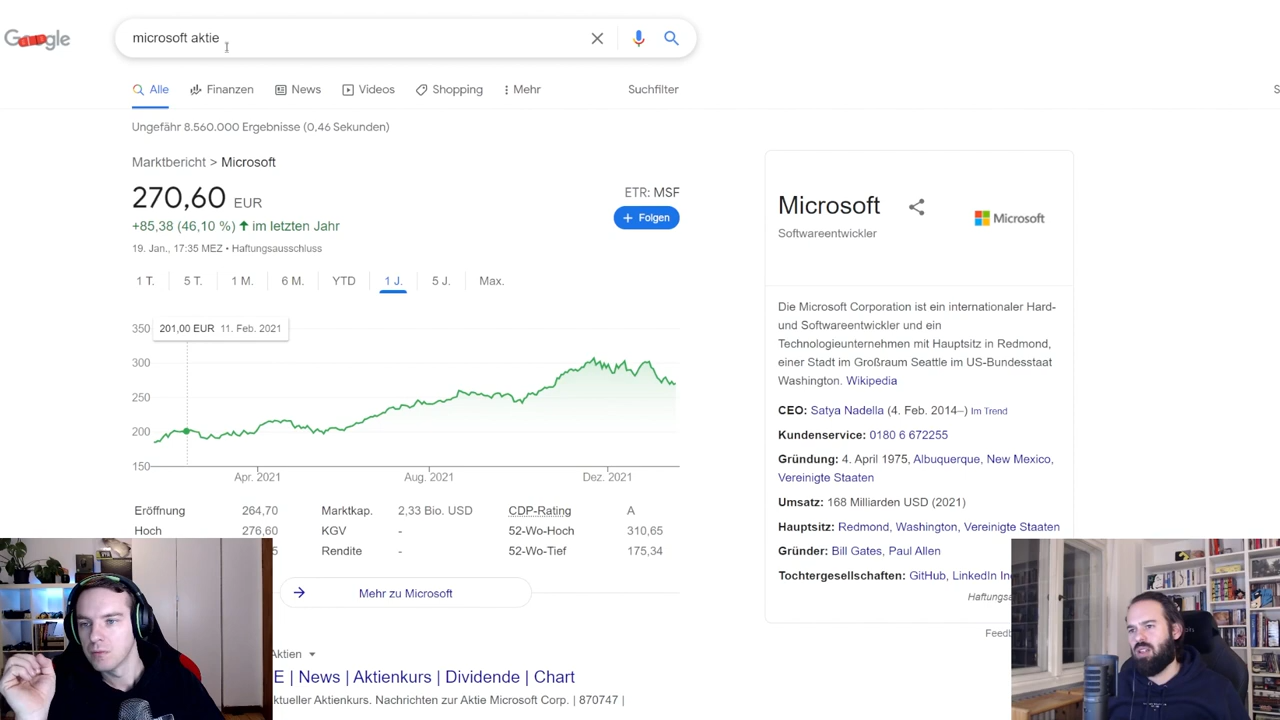 Google
microsoft aktie
Alle
Finanzen
News
Videos
Shopping
Mehr
Suchfilter
S
Ungefähr 8.560.000 Ergebnisse (0,46 Sekunden)
Marktbericht > Microsoft
270,60 EUR
ETR: MSF
+85,38 (46,10 %) ↑ im letzten Jahr
+ Folgen
19. Jan., 17:35 MEZ • Haftungsausschluss
1 T.
5 T.
1 M.
6 M.
YTD
1 J.
5 J.
Max.
201,00 EUR 11. Feb. 2021
350
300
250
200
150
Apr. 2021
Aug. 2021
Dez. 2021
Eröffnung 264,70
Marktkap. 2,33 Bio. USD
CDP-Rating A
Hoch 276,60
KGV -
52-Wo-Hoch 310,65
5
Rendite -
52-Wo-Tief 175,34
Mehr zu Microsoft
Aktien
E | News | Aktienkurs | Dividende | Chart
ktueller Aktienkurs. Nachrichten zur Aktie Microsoft Corp. | 870747 |
Microsoft
Softwareentwickler
Microsoft
Die Microsoft Corporation ist ein internationaler Hard-
und Softwareentwickler und ein
Technologieunternehmen mit Hauptsitz in Redmond,
einer Stadt im Großraum Seattle im US-Bundesstaat
Washington. Wikipedia
CEO: Satya Nadella (4. Feb. 2014–) Im Trend
Kundenservice: 0180 6 672255
Gründung: 4. April 1975, Albuquerque, New Mexico,
Vereinigte Staaten
Umsatz: 168 Milliarden USD (2021)
Hauptsitz: Redmond, Washington, Vereinigte Staaten
Gründer: Bill Gates, Paul Allen
Tochtergesellschaften: GitHub, LinkedIn In
Haftungsa
Feedb